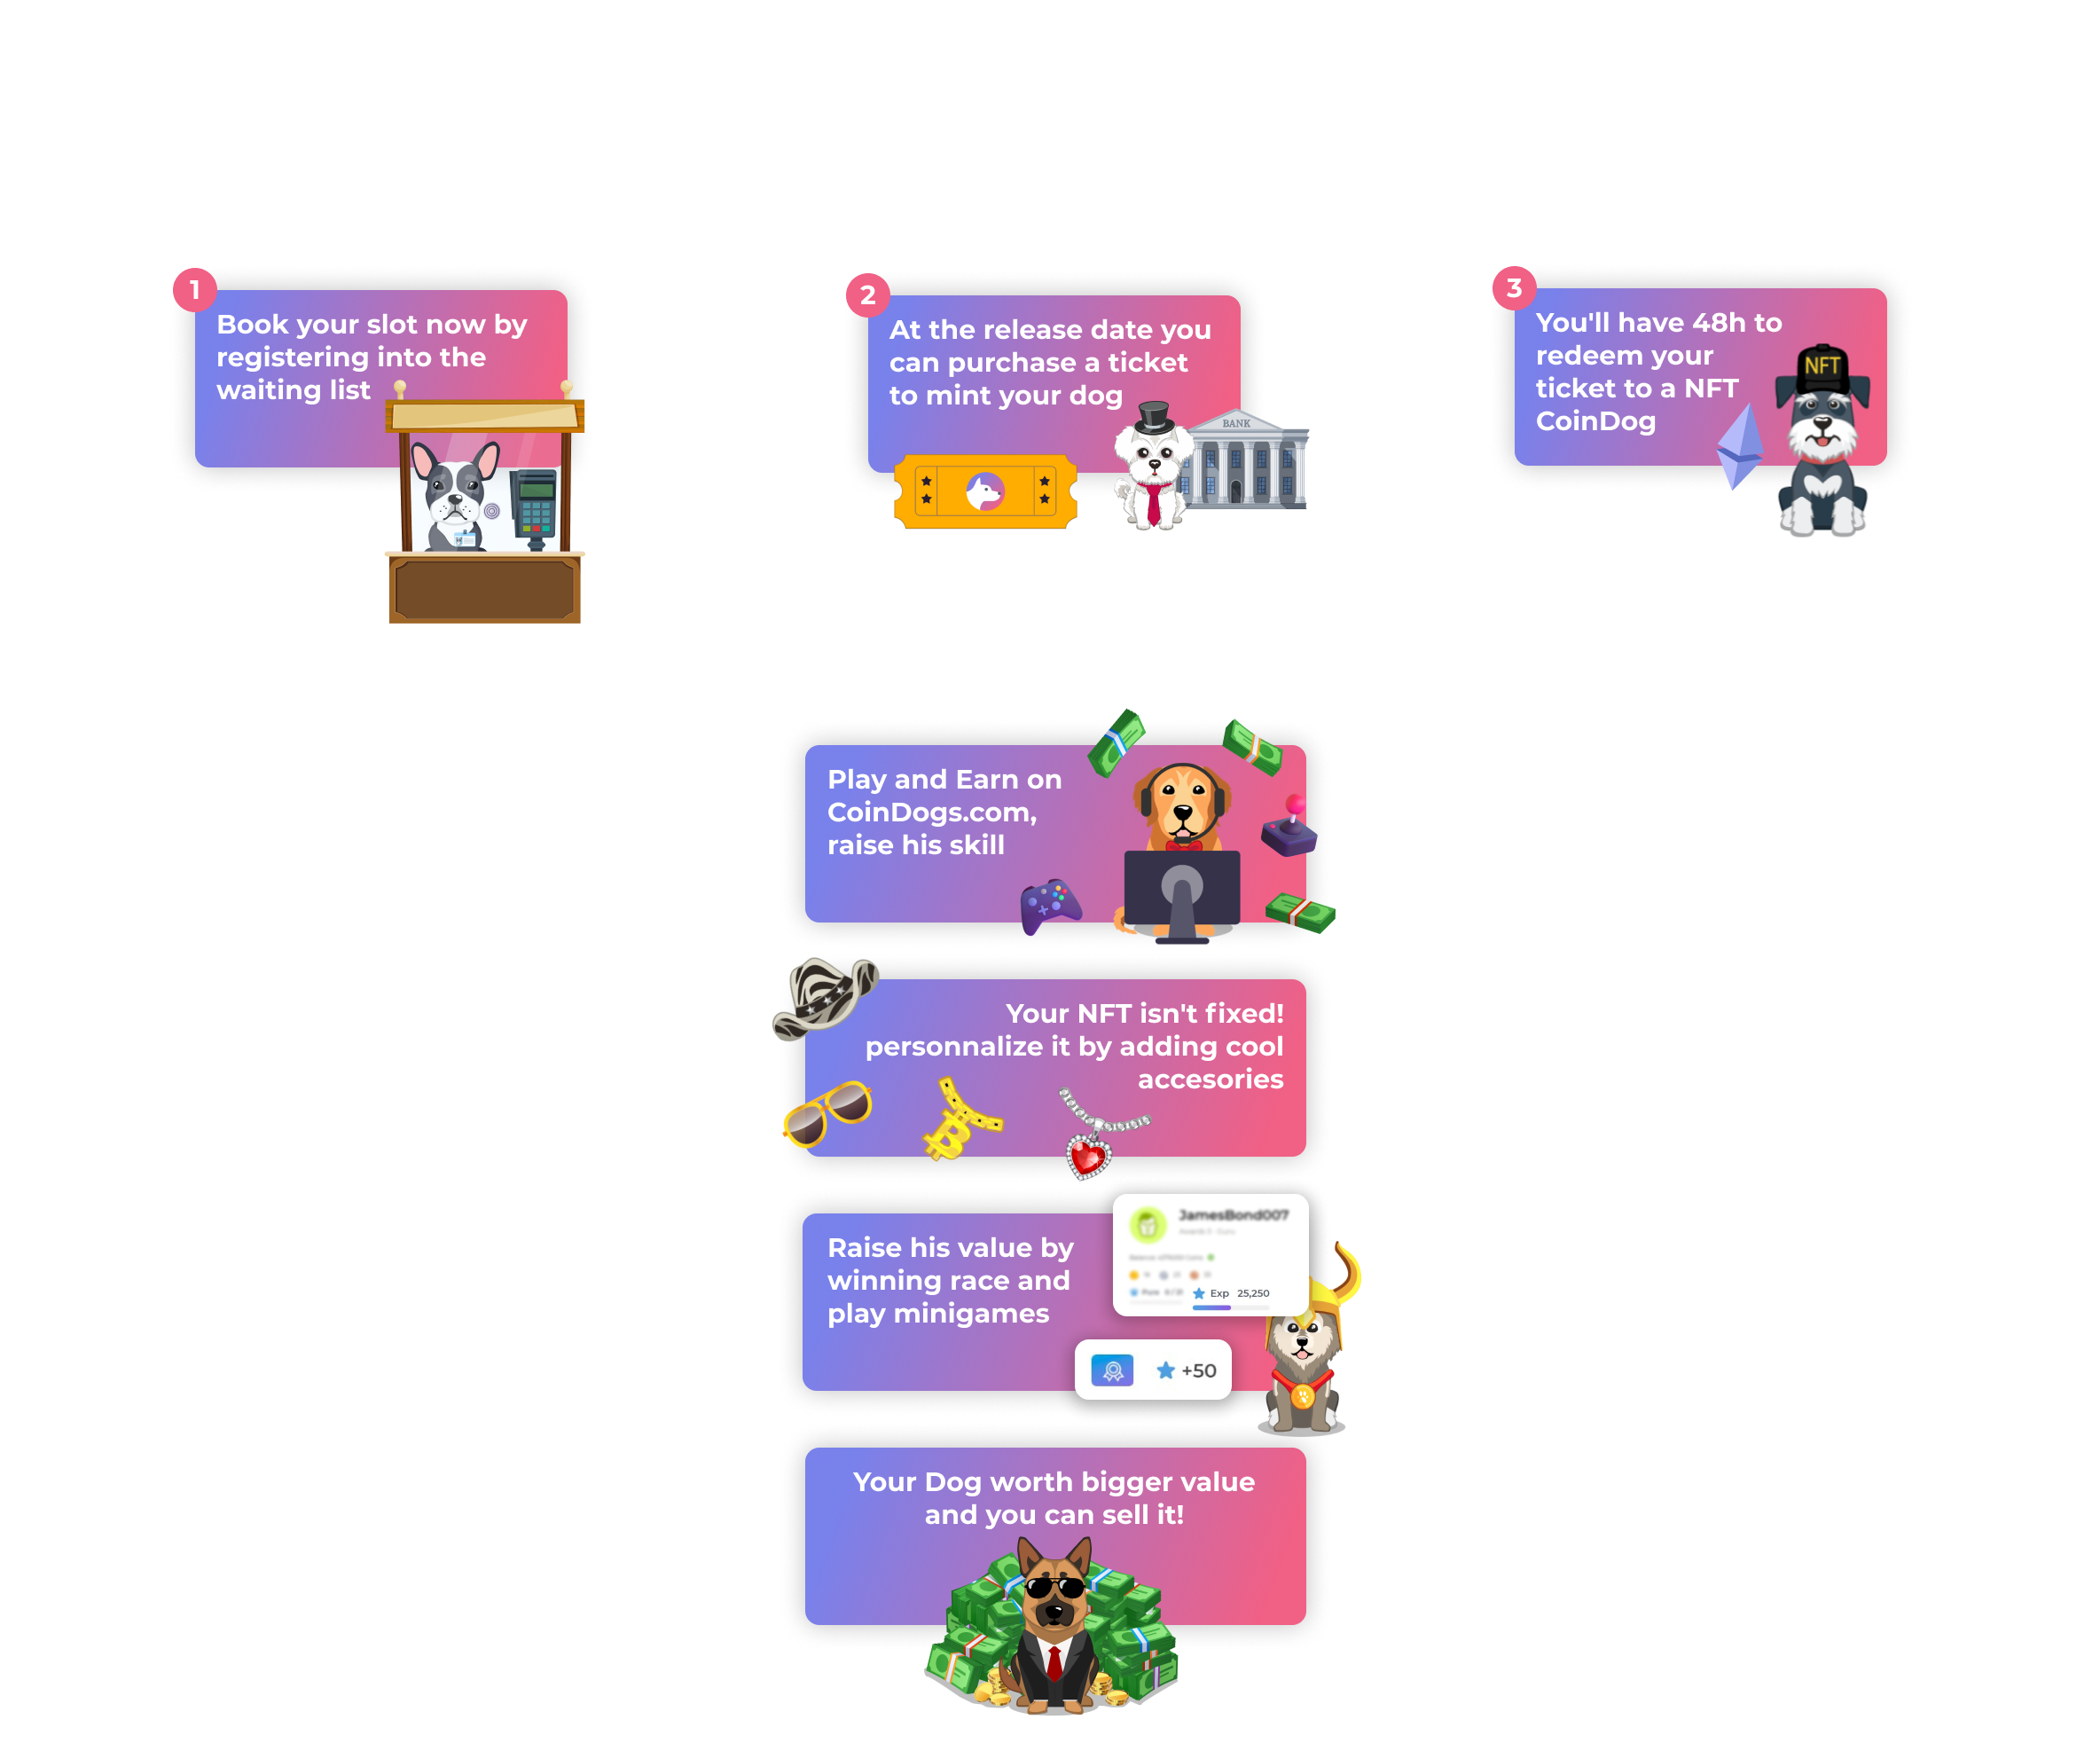 1
Book your slot now by
registering into the
waiting list
2
At the release date you
can purchase a ticket
to mint your dog
BANK
3
You'll have 48h to
redeem your
ticket to a NFT
CoinDog
NFT
Play and Earn on
CoinDogs.com,
raise his skill
Your NFT isn't fixed!
personnalize it by adding cool
accesories
Raise his value by
winning race and
play minigames
JamesBond007
Exp 25,250
+50
Your Dog worth bigger value
and you can sell it!